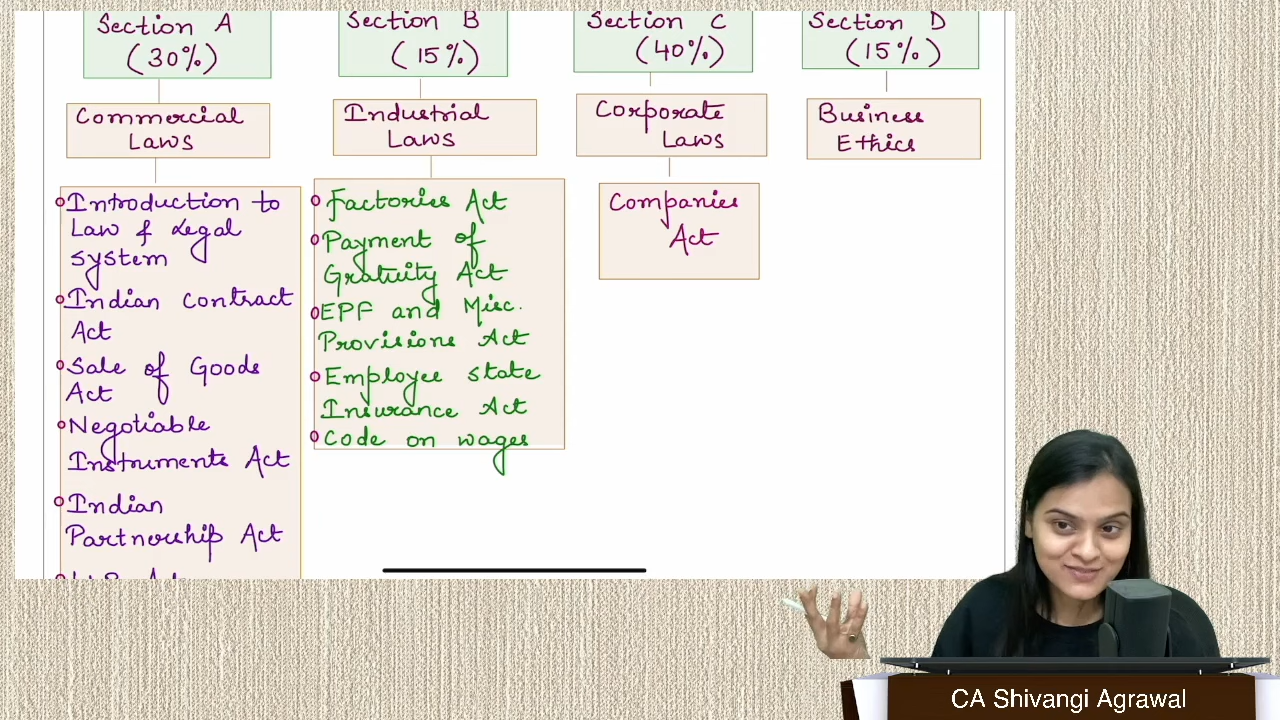 Section A
(30%)
Commercial
Laws
Introduction to
Law & Legal
system
Indian contract
Act
Sale of Goods
Act
Negotiable
Instruments Act
Indian
Partnership Act
Section B
(15%)
Industrial
Laws
Factories Act
Payment of
Gratuity Act
EPF and Misc.
Provisions Act
Employee state
Insurance Act
Code on wages
Section C
(40%)
Corporate
Laws
Companies
Act
Section D
(15%)
Business
Ethics
CA Shivangi Agrawal